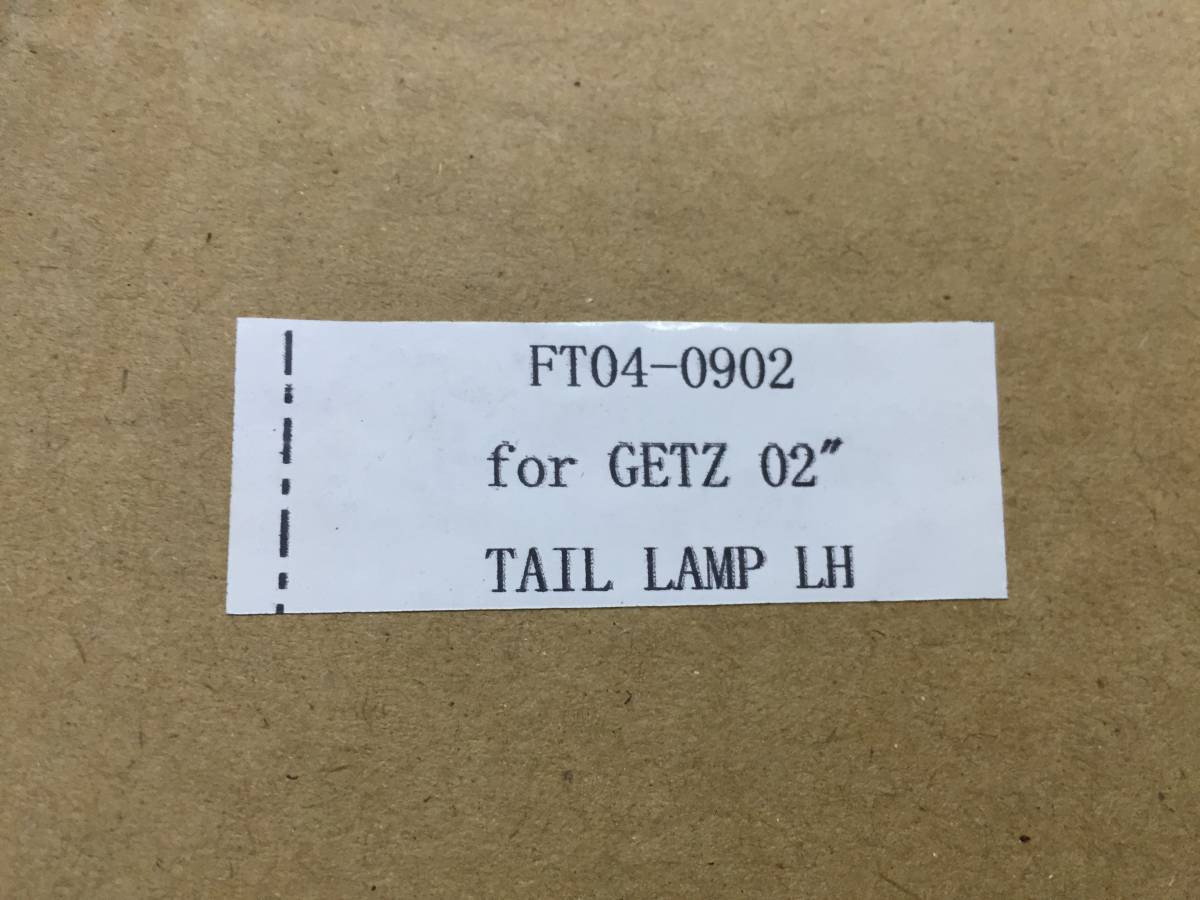 FT04-0902
for GETZ 02"
TAIL LAMP LH